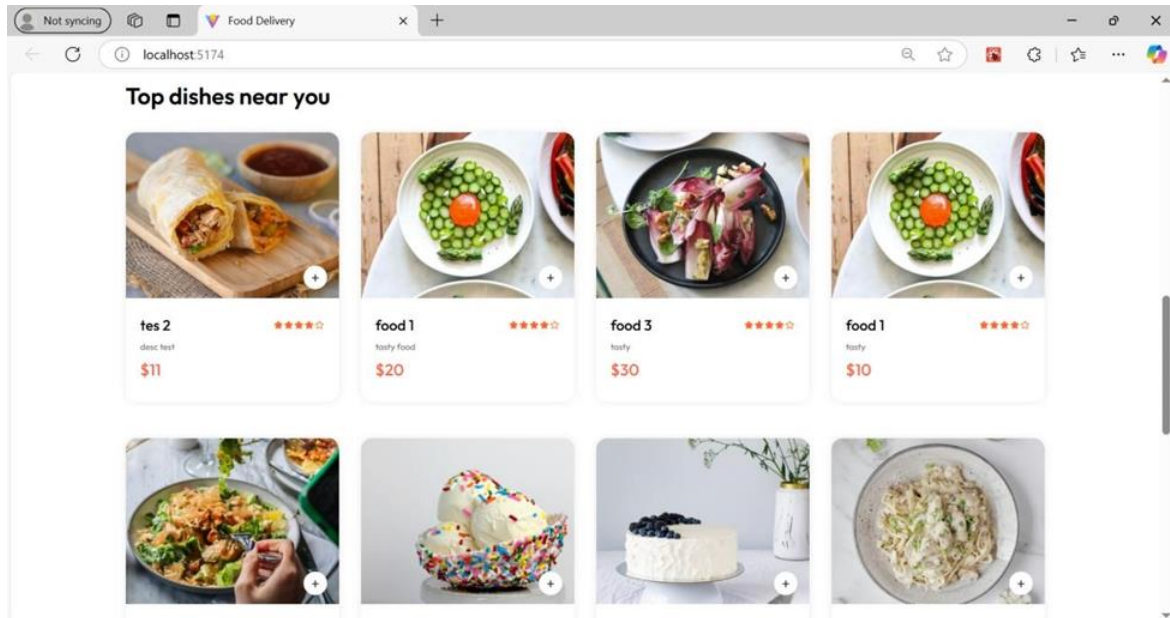 Not syncing
Food Delivery
localhost:5174
Top dishes near you
tes 2
desc test
$11
food 1
tasty food
$20
food 3
tasty
$30
food 1
tasty
$10